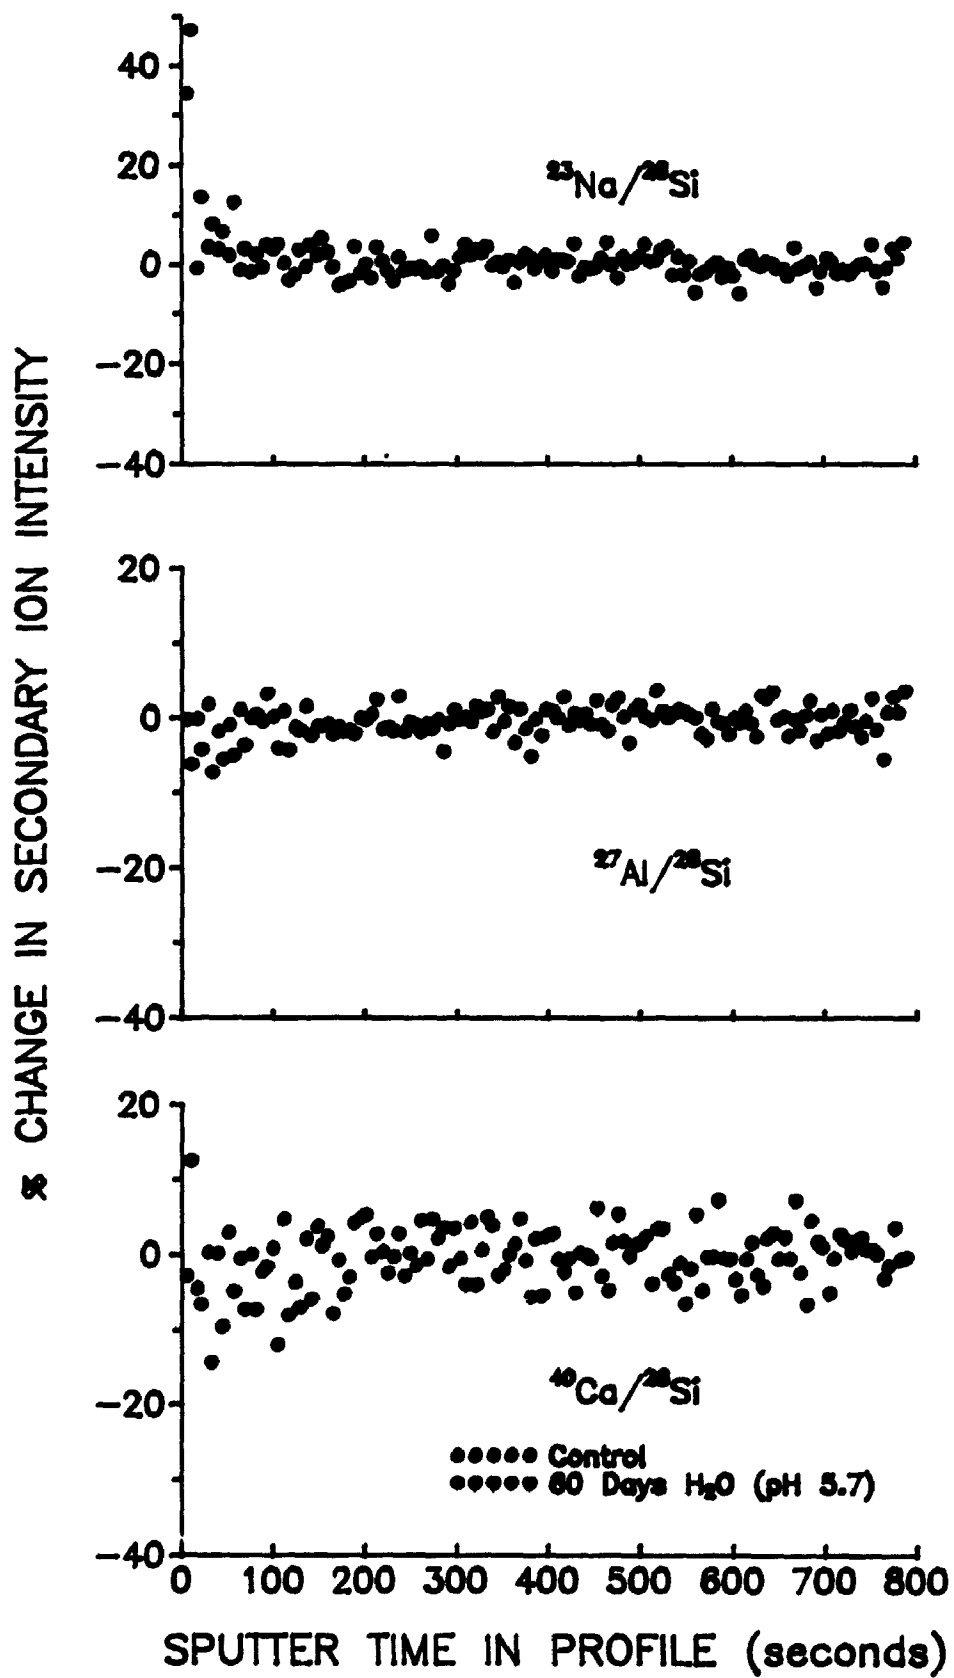 % CHANGE IN SECONDARY ION INTENSITY
40
20
0
−20
−40
²³Na/²⁸Si
20
0
−20
−40
²⁷Al/²⁸Si
20
0
−20
−40
⁴⁰Ca/²⁸Si
Control
60 Days H₂O (pH 5.7)
0 100 200 300 400 500 600 700 800
SPUTTER TIME IN PROFILE (seconds)